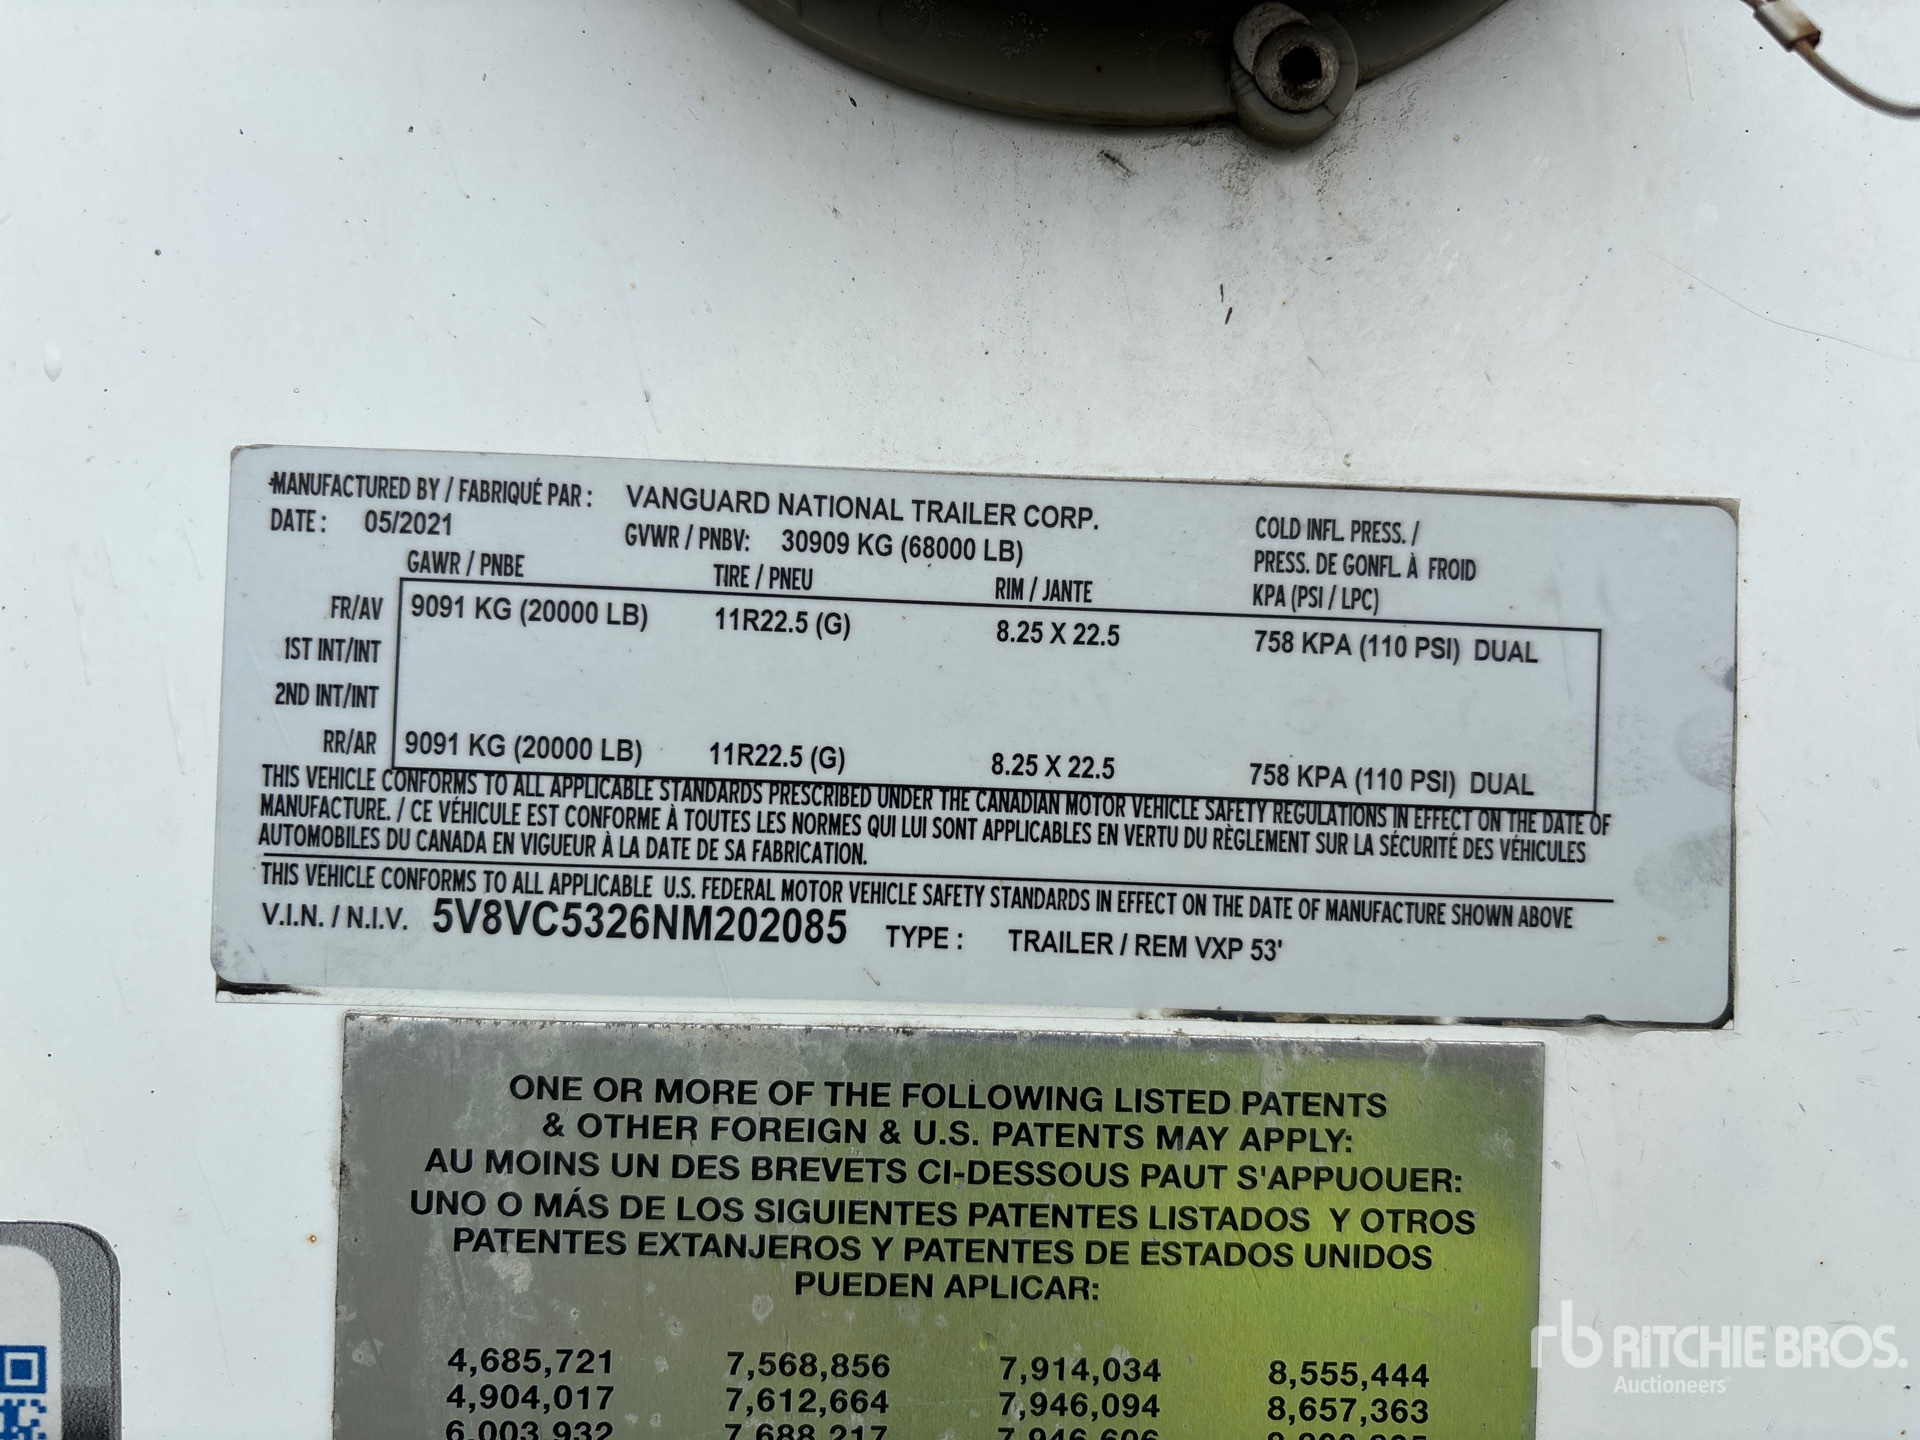 MANUFACTURED BY / FABRIQUÉ PAR : VANGUARD NATIONAL TRAILER CORP.
DATE : 05/2021 GVWR / PNBV: 30909 KG (68000 LB)
COLD INFL. PRESS. /
PRESS. DE GONFL. À FROID
KPA (PSI / LPC)
GAWR / PNBE TIRE / PNEU RIM / JANTE
FR/AV 9091 KG (20000 LB) 11R22.5 (G) 8.25 X 22.5 758 KPA (110 PSI) DUAL
1ST INT/INT
2ND INT/INT
RR/AR 9091 KG (20000 LB) 11R22.5 (G) 8.25 X 22.5 758 KPA (110 PSI) DUAL
THIS VEHICLE CONFORMS TO ALL APPLICABLE STANDARDS PRESCRIBED UNDER THE CANADIAN MOTOR VEHICLE SAFETY REGULATIONS IN EFFECT ON THE DATE OF
MANUFACTURE. / CE VÉHICULE EST CONFORME À TOUTES LES NORMES QUI LUI SONT APPLICABLES EN VERTU DU RÈGLEMENT SUR LA SÉCURITÉ DES VÉHICULES
AUTOMOBILES DU CANADA EN VIGUEUR À LA DATE DE SA FABRICATION.
THIS VEHICLE CONFORMS TO ALL APPLICABLE U.S. FEDERAL MOTOR VEHICLE SAFETY STANDARDS IN EFFECT ON THE DATE OF MANUFACTURE SHOWN ABOVE
V.I.N. / N.I.V. 5V8VC5326NM202085 TYPE : TRAILER / REM VXP 53'
ONE OR MORE OF THE FOLLOWING LISTED PATENTS
& OTHER FOREIGN & U.S. PATENTS MAY APPLY:
AU MOINS UN DES BREVETS CI-DESSOUS PAUT S'APPUOUER:
UNO O MÁS DE LOS SIGUIENTES PATENTES LISTADOS Y OTROS
PATENTES EXTANJEROS Y PATENTES DE ESTADOS UNIDOS
PUEDEN APLICAR:
4,685,721 7,568,856 7,914,034 8,555,444
4,904,017 7,612,664 7,946,094 8,657,363
6,003,932 7,688,217 7,946,606
rb RITCHIE BROS.
Auctioneers